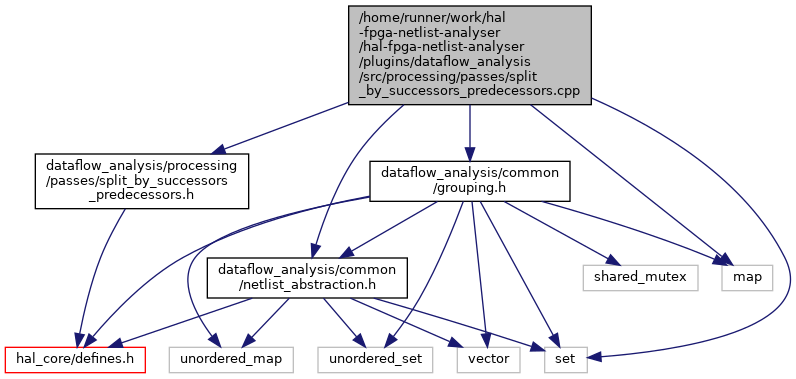 /home/runner/work/hal
-fpga-netlist-analyser
/hal-fpga-netlist-analyser
/plugins/dataflow_analysis
/src/processing/passes/split
_by_successors_predecessors.cpp
dataflow_analysis/processing
/passes/split_by_successors
_predecessors.h
dataflow_analysis/common
/grouping.h
dataflow_analysis/common
/netlist_abstraction.h
shared_mutex
map
hal_core/defines.h
unordered_map
unordered_set
vector
set